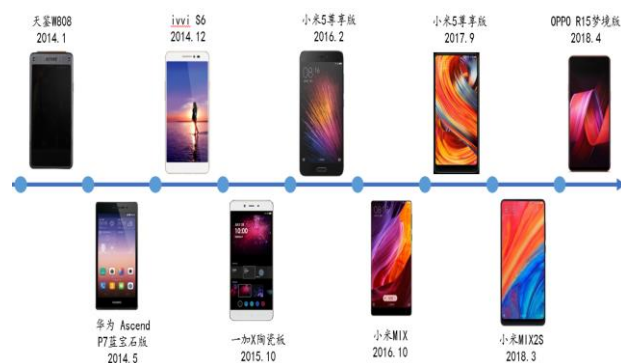 天鉴W808
2014.1
ivvi S6
2014.12
小米5尊享版
2016.2
小米5尊享版
2017.9
OPPO R15梦境版
2018.4
华为 Ascend
P7蓝宝石版
2014.5
一加X陶瓷板
2015.10
小米MIX
2016.10
小米MIX2S
2018.3